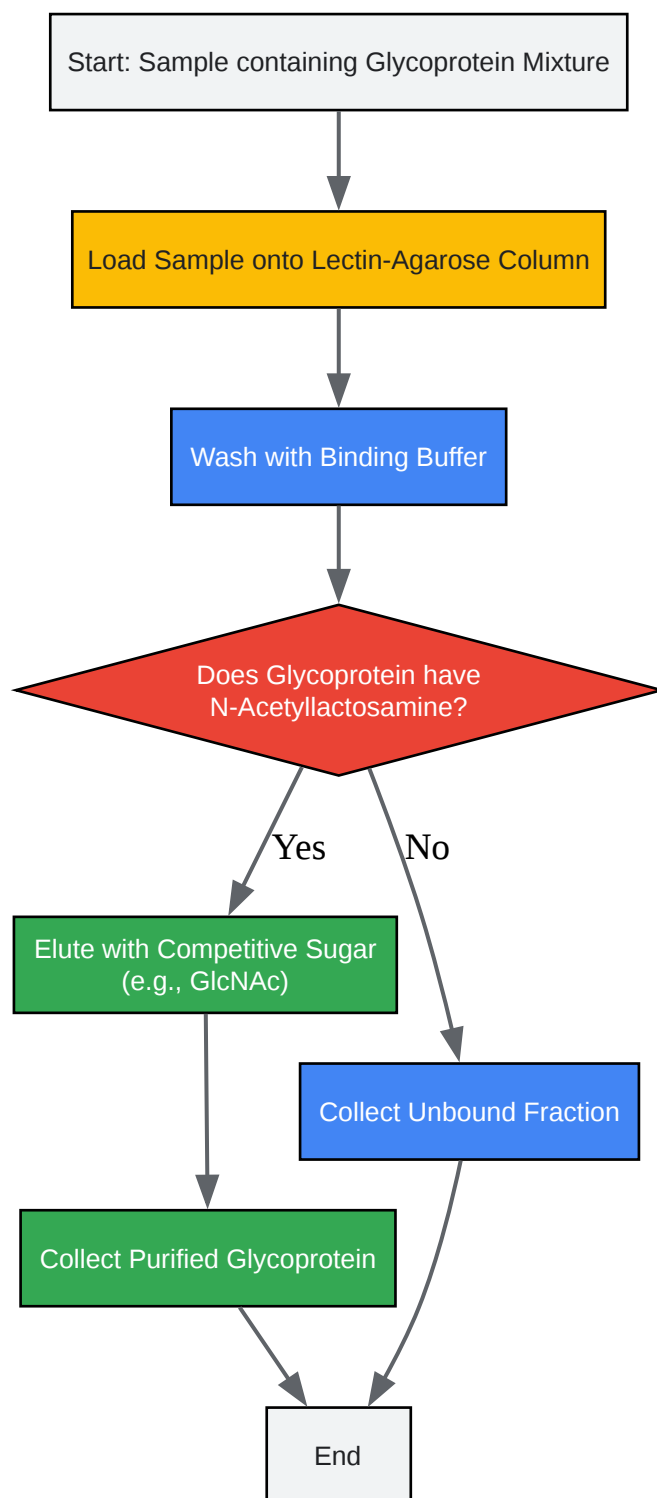 Start: Sample containing Glycoprotein Mixture
Load Sample onto Lectin-Agarose Column
Wash with Binding Buffer
Does Glycoprotein have
N-Acetyllactosamine?
Yes
No
Elute with Competitive Sugar
(e.g., GlcNAc)
Collect Unbound Fraction
Collect Purified Glycoprotein
End